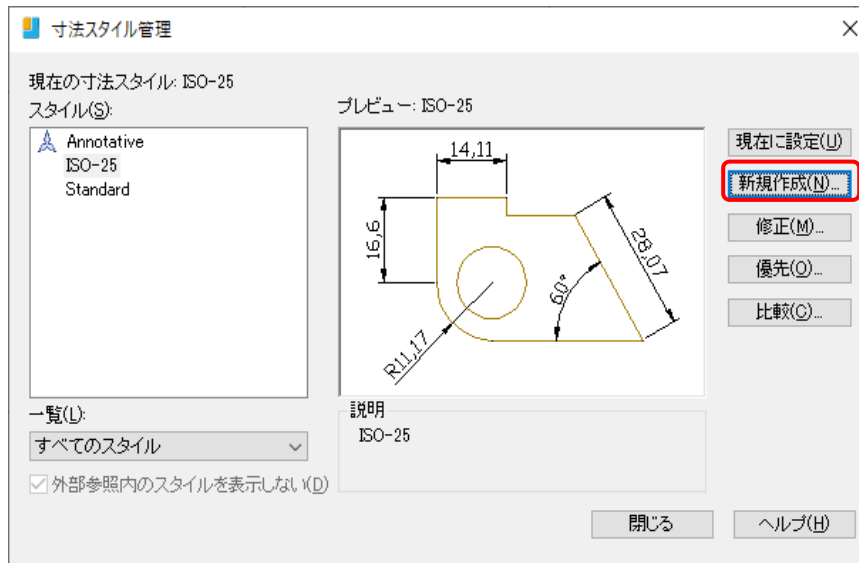 寸法スタイル管理
現在の寸法スタイル: ISO-25
スタイル(S):
Annotative
ISO-25
Standard
プレビュー: ISO-25
14,11
16,6
28,07
60°
R11,17
現在に設定(U)
新規作成(N)...
修正(M)...
優先(O)...
比較(C)...
一覧(L):
すべてのスタイル
外部参照内のスタイルを表示しない(D)
説明
ISO-25
閉じる
ヘルプ(H)